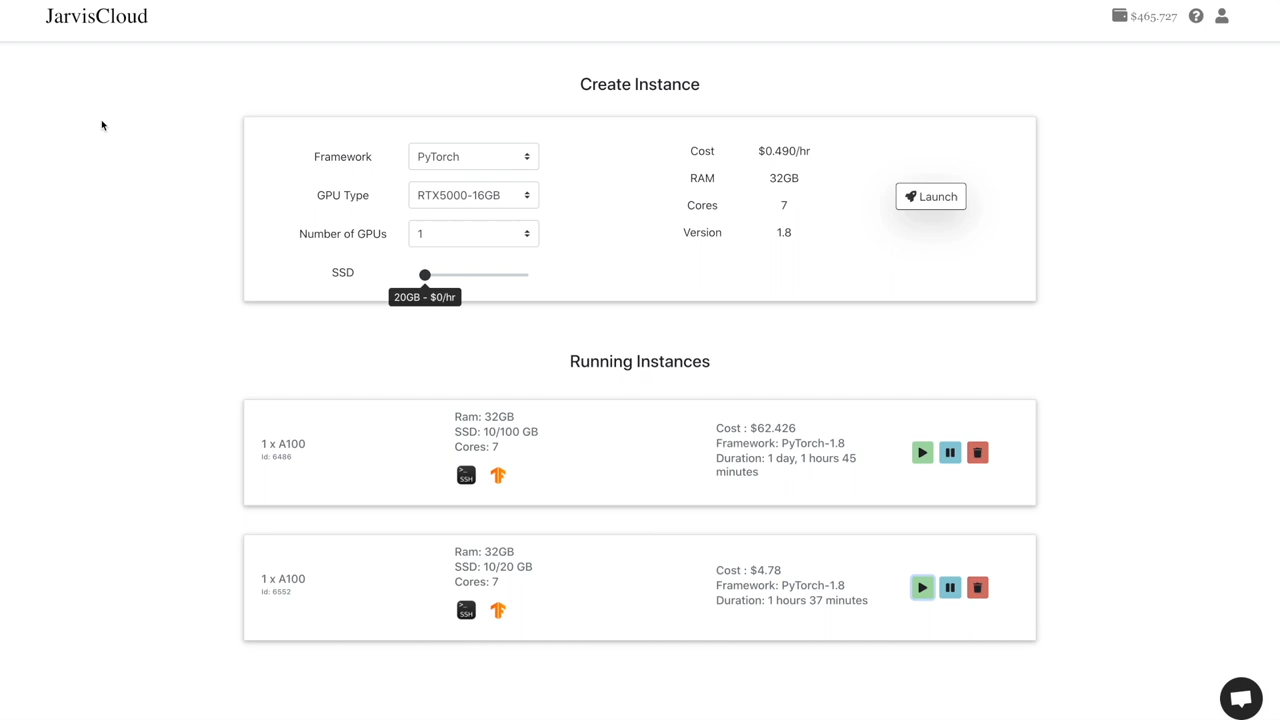 JarvisCloud
$465.727
Create Instance
Framework
PyTorch
GPU Type
RTX5000-16GB
Number of GPUs
1
SSD
20GB - $0/hr
Cost
$0.490/hr
RAM
32GB
Cores
7
Version
1.8
Launch
Running Instances
1 x A100
Id: 6486
Ram: 32GB
SSD: 10/100 GB
Cores: 7
>_ SSH
Cost : $62.426
Framework: PyTorch-1.8
Duration: 1 day, 1 hours 45
minutes
1 x A100
Id: 6552
Ram: 32GB
SSD: 10/20 GB
Cores: 7
>_ SSH
Cost : $4.78
Framework: PyTorch-1.8
Duration: 1 hours 37 minutes